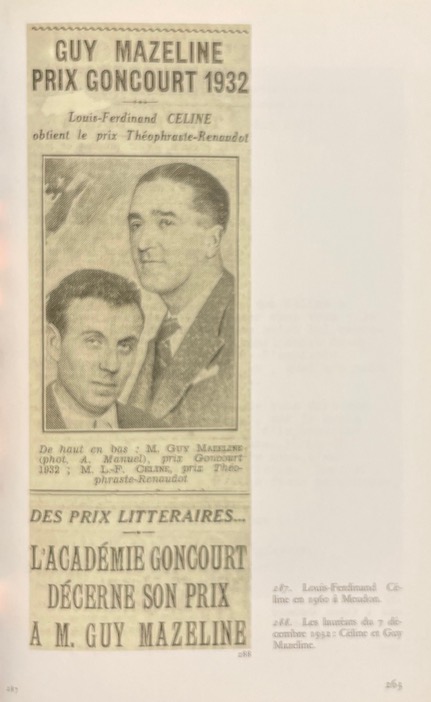 GUY MAZELINE
PRIX GONCOURT 1932
Louis-Ferdinand CELINE
obtient le prix Théophraste-Renaudot
De haut en bas : M. GUY MAZELINE
(phot. A. Manuel), prix Goncourt
1932 ; M. L.-F. CELINE, prix Théo-
phraste-Renaudot
DES PRIX LITTERAIRES...
L'ACADÉMIE GONCOURT
DÉCERNE SON PRIX
A M. GUY MAZELINE
288
287. Louis-Ferdinand Cé-
line en 1960 à Meudon.
288. Les lauréats du 7 dé-
cembre 1932 : Céline et Guy
Mazeline.
287
263